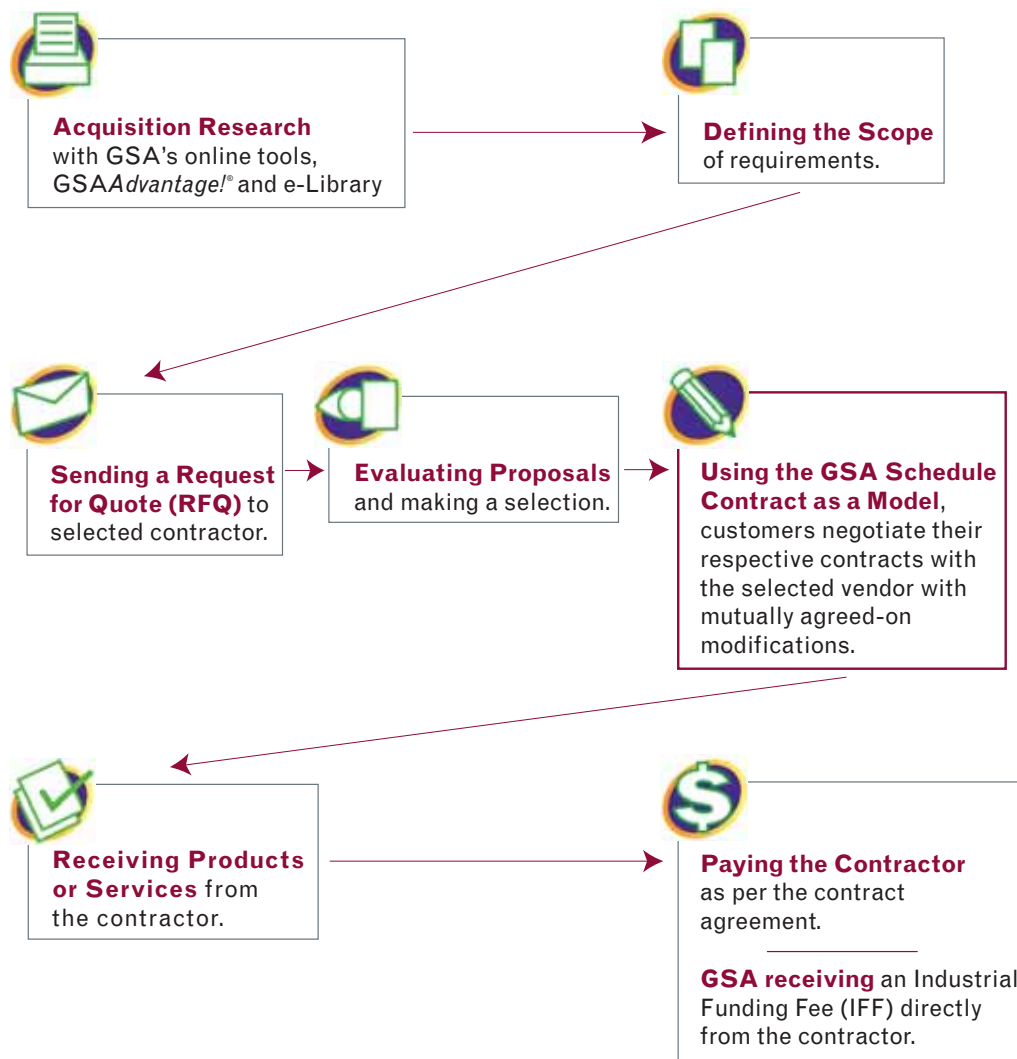 Acquisition Research
with GSA's online tools,
GSAAdvantage!® and e-Library
Defining the Scope
of requirements.
Sending a Request
for Quote (RFQ) to
selected contractor.
Evaluating Proposals
and making a selection.
Using the GSA Schedule
Contract as a Model,
customers negotiate their
respective contracts with
the selected vendor with
mutually agreed-on
modifications.
Receiving Products
or Services from
the contractor.
$
Paying the Contractor
as per the contract
agreement.
GSA receiving an Industrial
Funding Fee (IFF) directly
from the contractor.